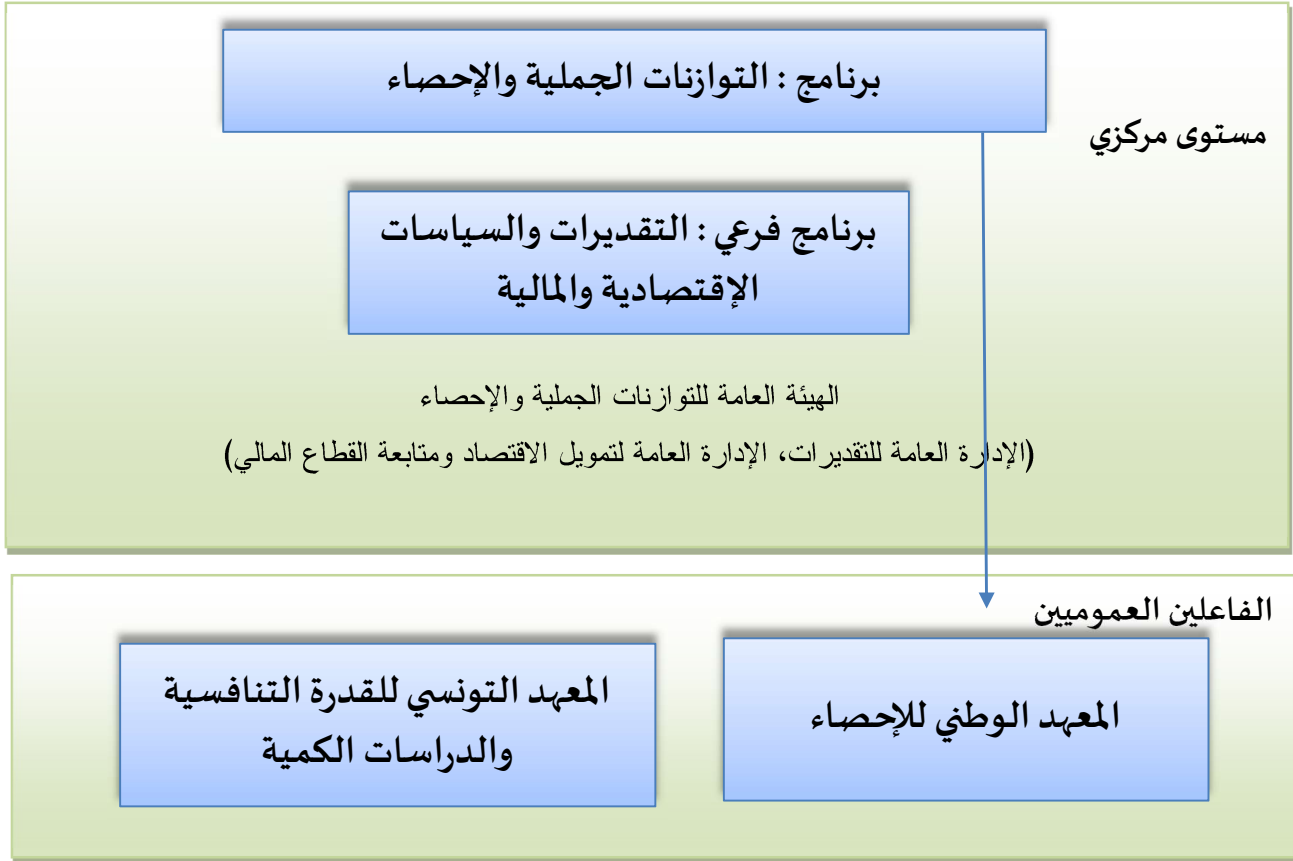 برنامج : التوازنات الجملية والإحصاء
مستوى مركزي
برنامج فرعي : التقديرات والسياسات
الإقتصادية والمالية
الهيئة العامة للتوازنات الجملية والإحصاء
(الإدارة العامة للتقديرات، الإدارة العامة لتمويل الاقتصاد ومتابعة القطاع المالي)
الفاعلين العموميين
المعهد الوطني للإحصاء
المعهد التونسي للقدرة التنافسية
والدراسات الكمية